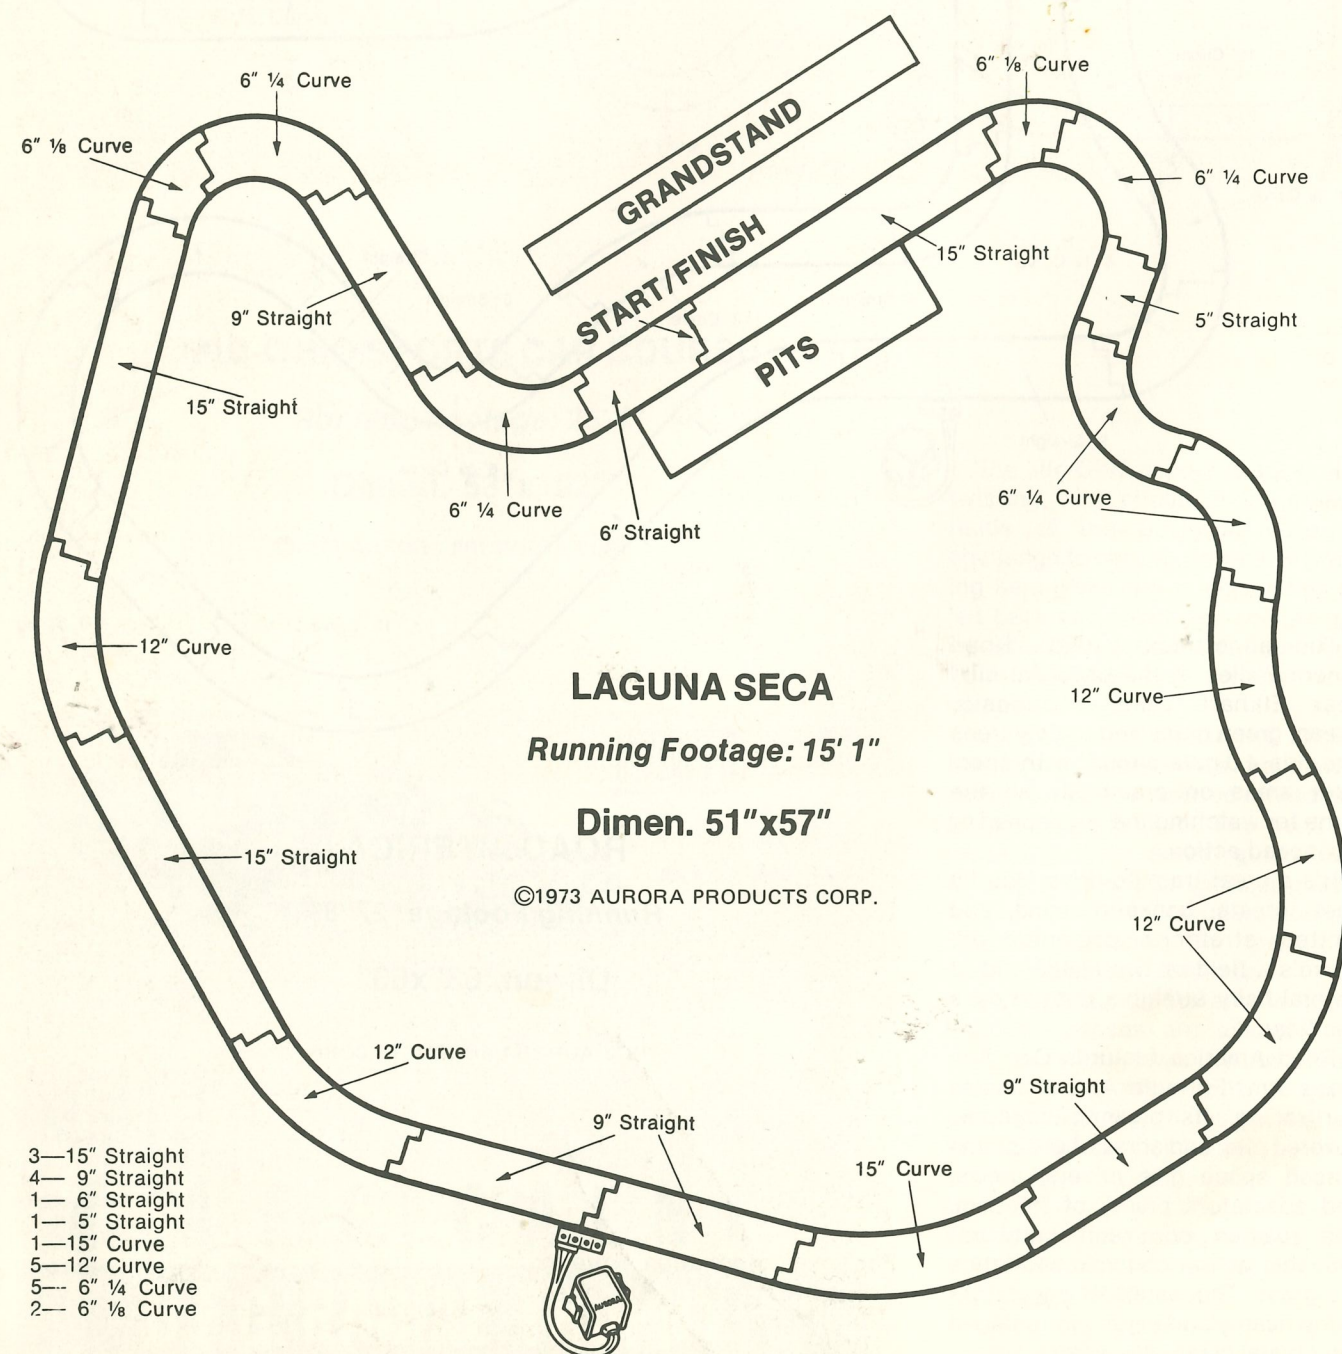 6" ¼ Curve
6" ⅛ Curve
6" ⅛ Curve
GRANDSTAND
6" ¼ Curve
START/FINISH
15" Straight
9" Straight
5" Straight
PITS
15" Straight
6" ¼ Curve
6" Straight
6" ¼ Curve
12" Curve
LAGUNA SECA
12" Curve
Running Footage: 15' 1"
Dimen. 51"x57"
15" Straight
©1973 AURORA PRODUCTS CORP.
12" Curve
12" Curve
9" Straight
9" Straight
15" Curve
3—15" Straight
4— 9" Straight
1— 6" Straight
1— 5" Straight
1—15" Curve
5—12" Curve
5— 6" ¼ Curve
2— 6" ⅛ Curve
AURORA